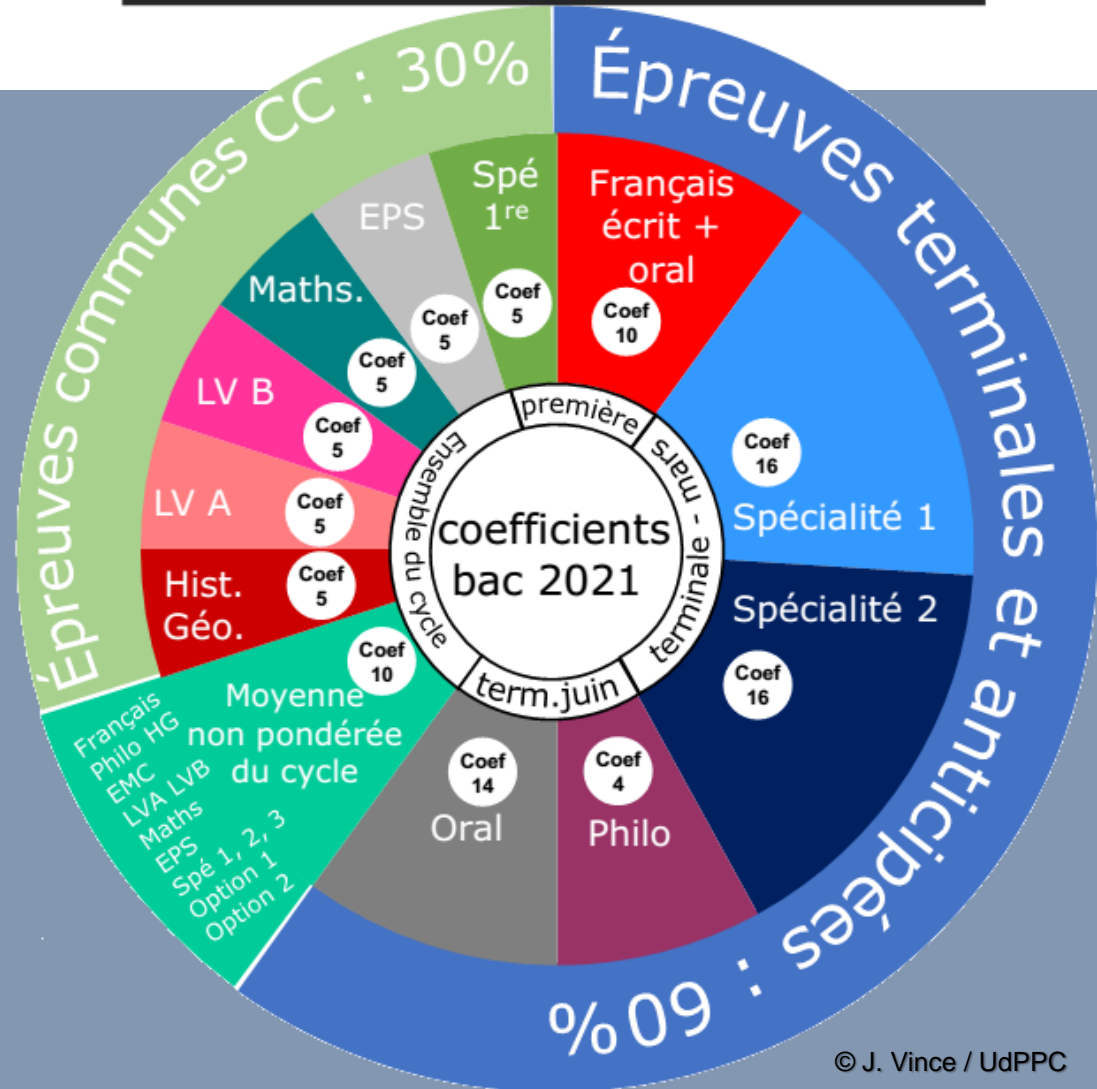 Épreuves communes CC : 30%
Épreuves terminales et anticipées : 60%
Spé
1re
Coef
5
Français
écrit +
oral
Coef
10
EPS
Coef
5
Maths.
Coef
5
LV B
Coef
5
LV A
Coef
5
Hist.
Géo.
Coef
5
Coef
16
Spécialité 1
Spécialité 2
Coef
16
première
mars - terminale
term.juin
Ensemble du cycle
coefficients
bac 2021
Coef
10
Moyenne
non pondérée
du cycle
Français
Philo HG
EMC
LVA LVB
Maths
EPS
Spé 1, 2, 3
Option 1
Option 2
Coef
14
Oral
Coef
4
Philo
© J. Vince / UdPPC